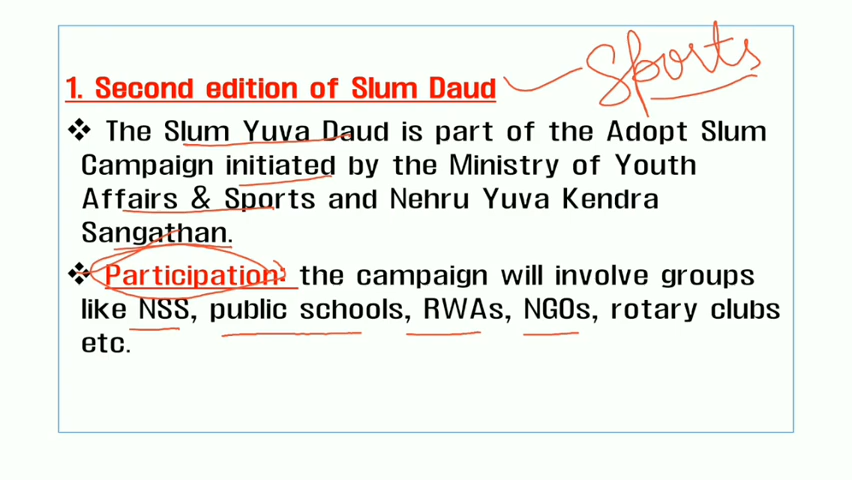 Sports
1. Second edition of Slum Daud
❖ The Slum Yuva Daud is part of the Adopt Slum
Campaign initiated by the Ministry of Youth
Affairs & Sports and Nehru Yuva Kendra
Sangathan.
❖ Participation: the campaign will involve groups
like NSS, public schools, RWAs, NGOs, rotary clubs
etc.